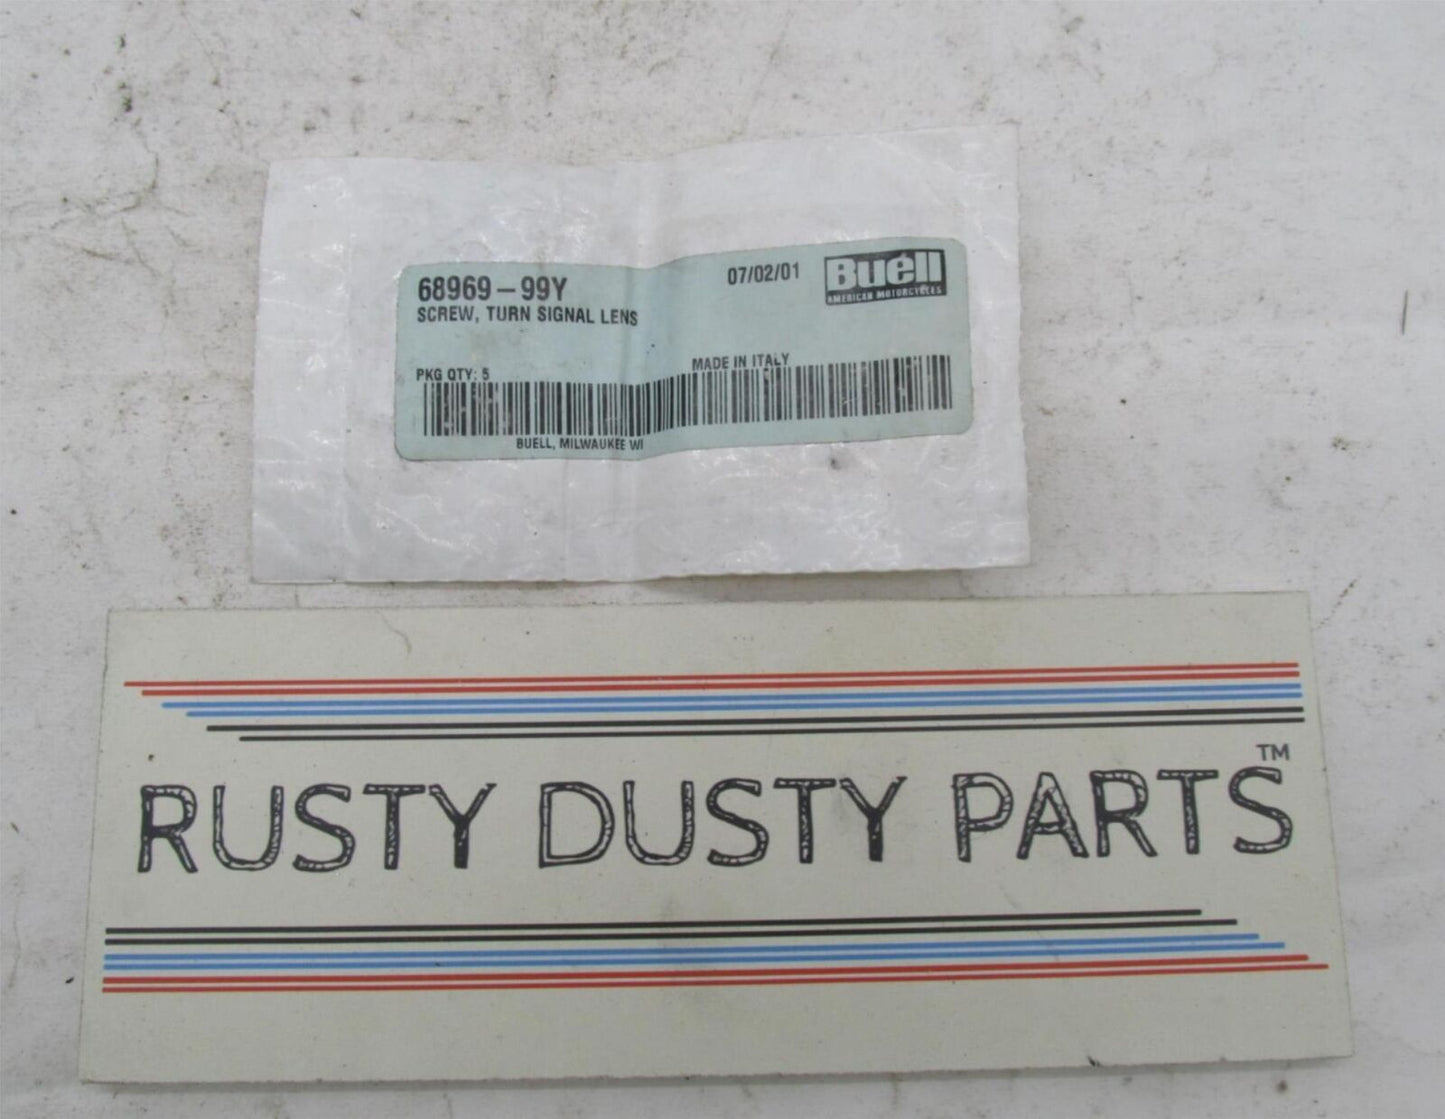 68969-99Y
07/02/01
Buell
AMERICAN MOTORCYCLES
SCREW, TURN SIGNAL LENS
PKG QTY: 5
MADE IN ITALY
BUELL, MILWAUKEE WI
RUSTY DUSTY PARTS™